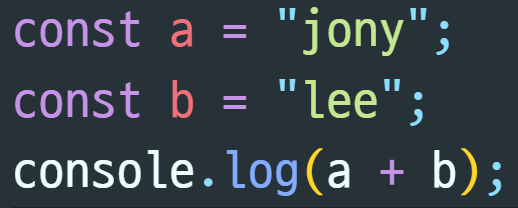 const a = "jony";
const b = "lee";
console.log(a + b);